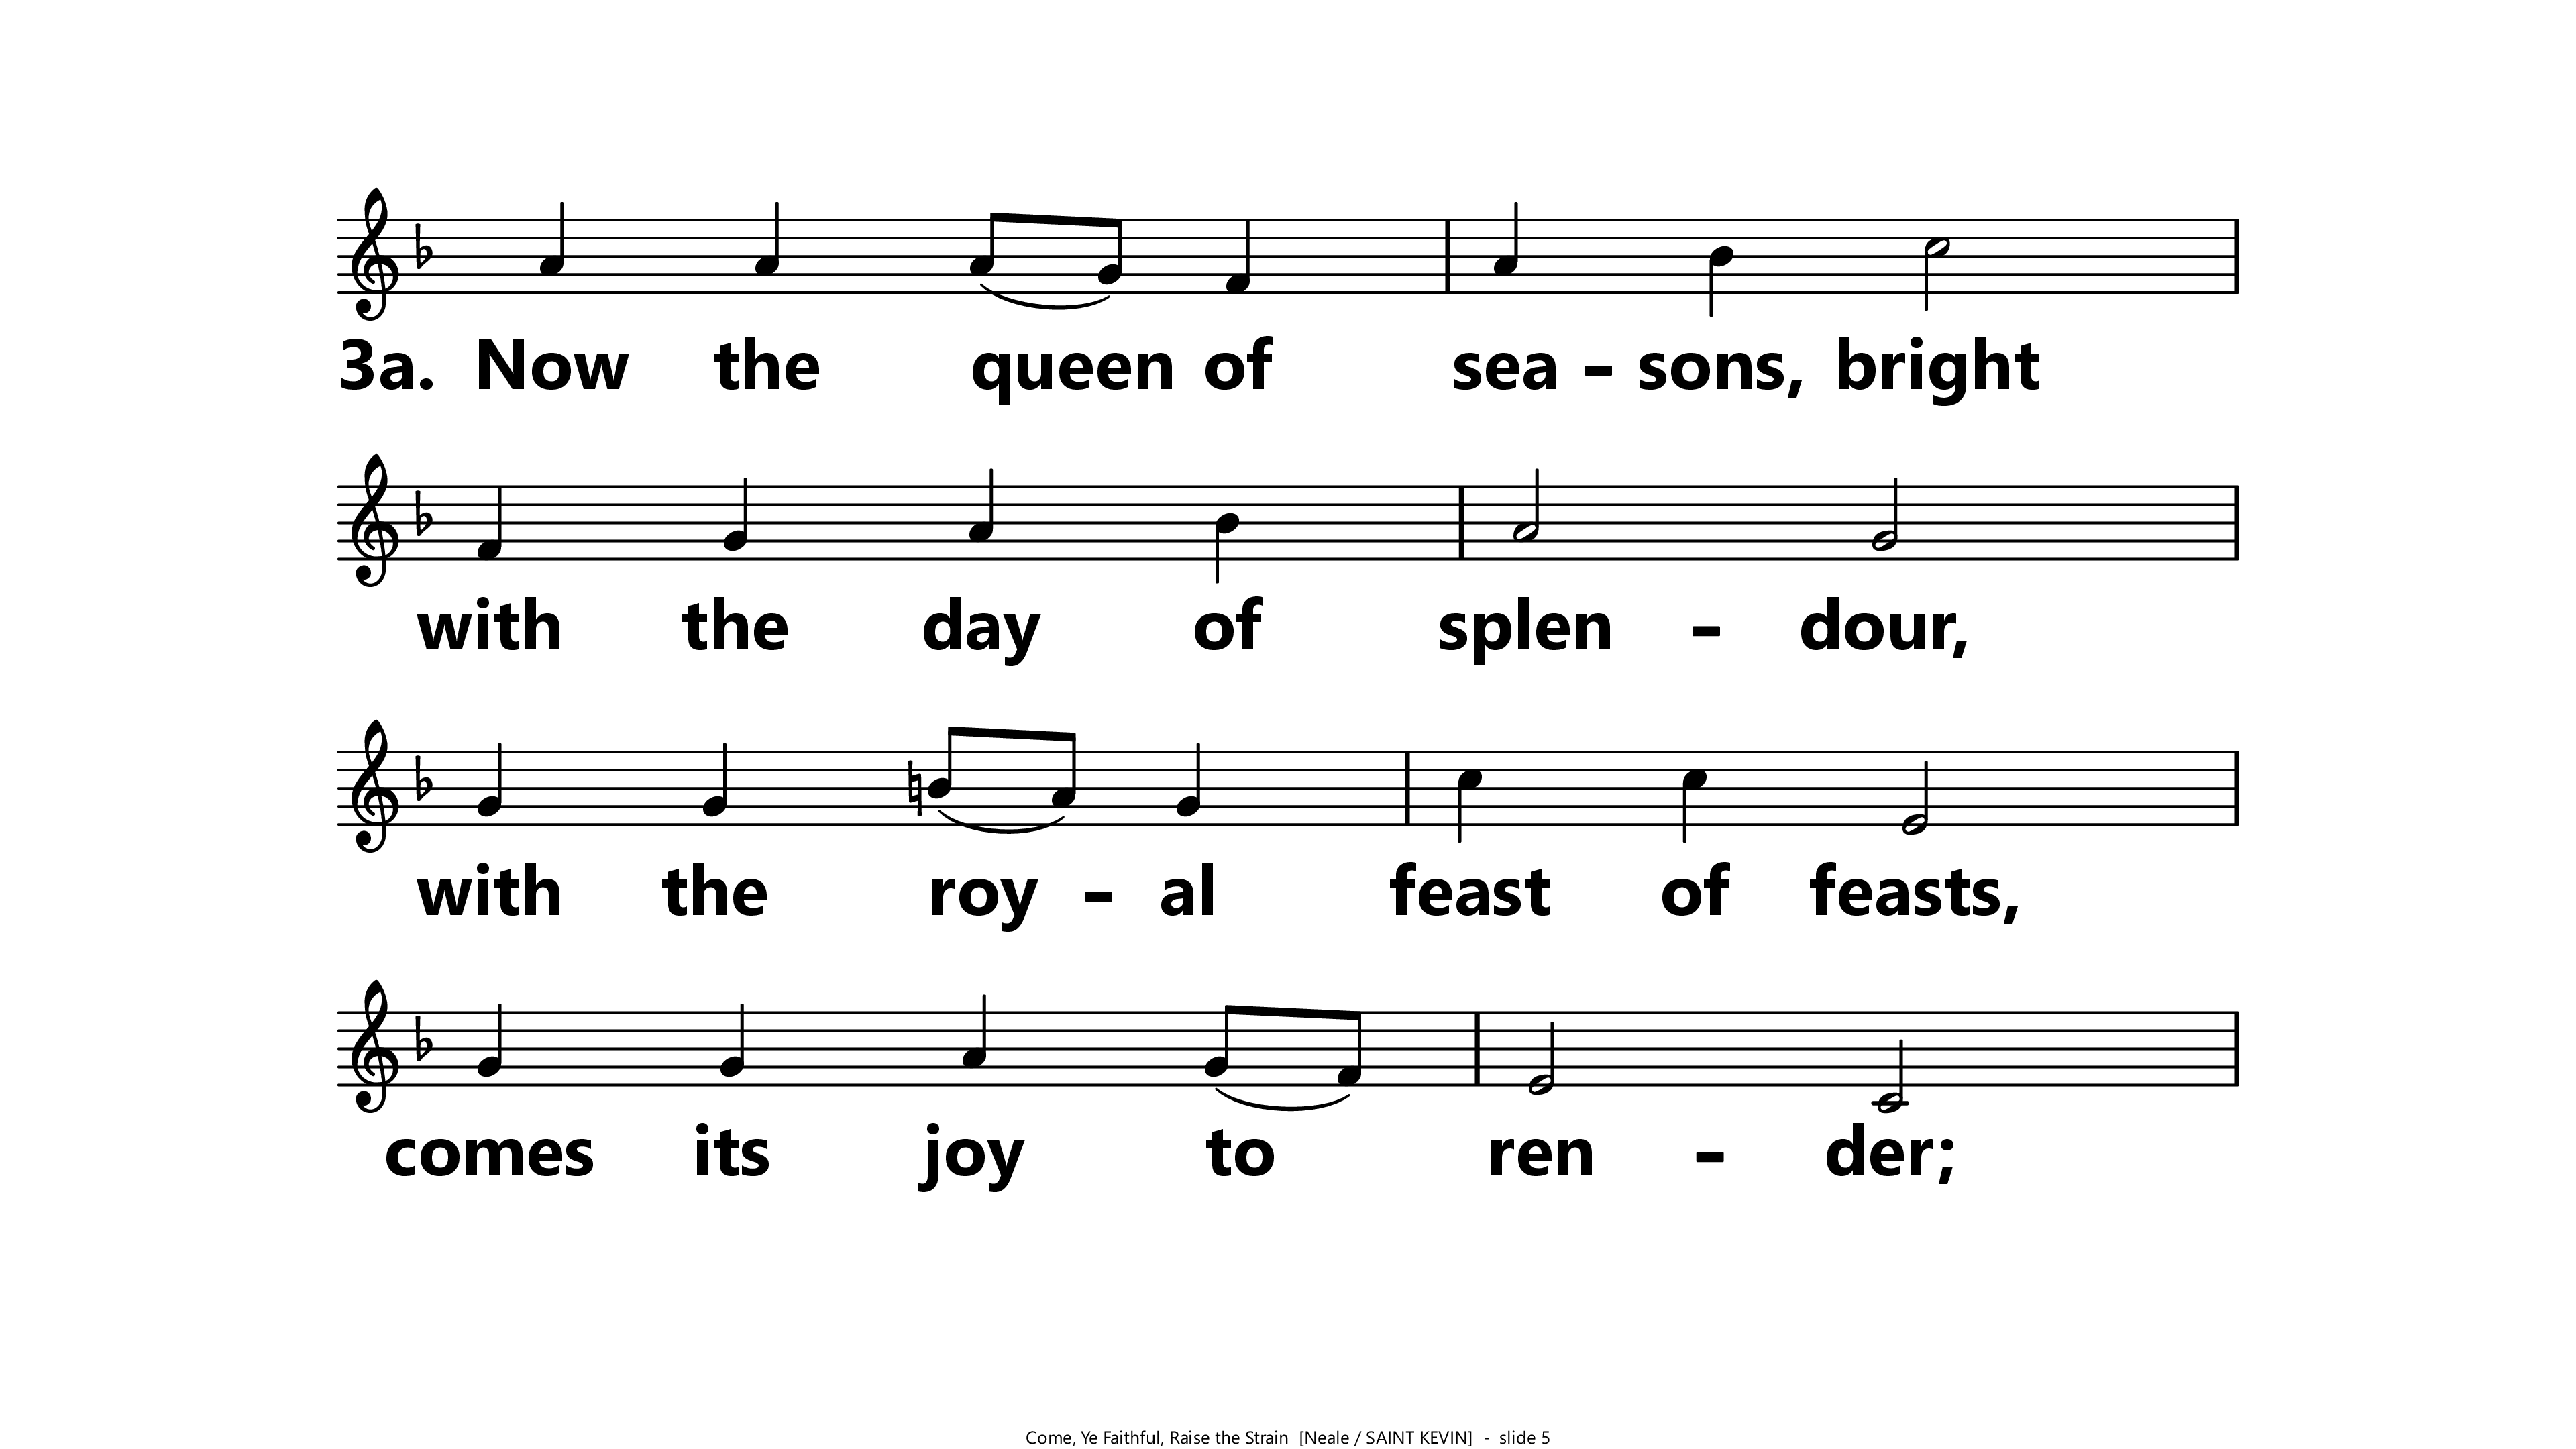 3a. Now the queen of sea - sons, bright
with the day of splen - dour,
with the roy - al feast of feasts,
comes its joy to ren - der;
Come, Ye Faithful, Raise the Strain [Neale / SAINT KEVIN] - slide 5